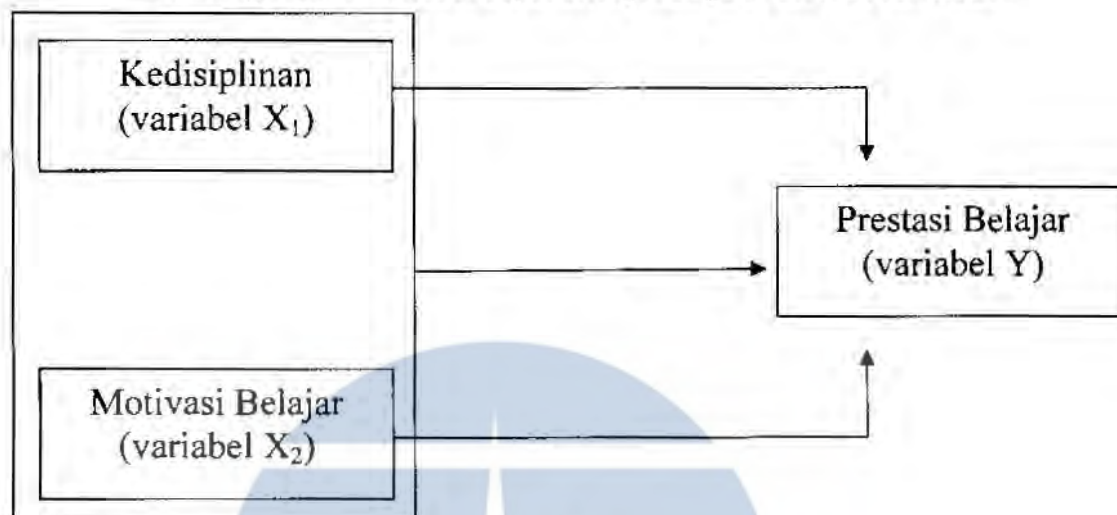 Kedisiplinan
(variabel X₁)
Prestasi Belajar
(variabel Y)
Motivasi Belajar
(variabel X₂)